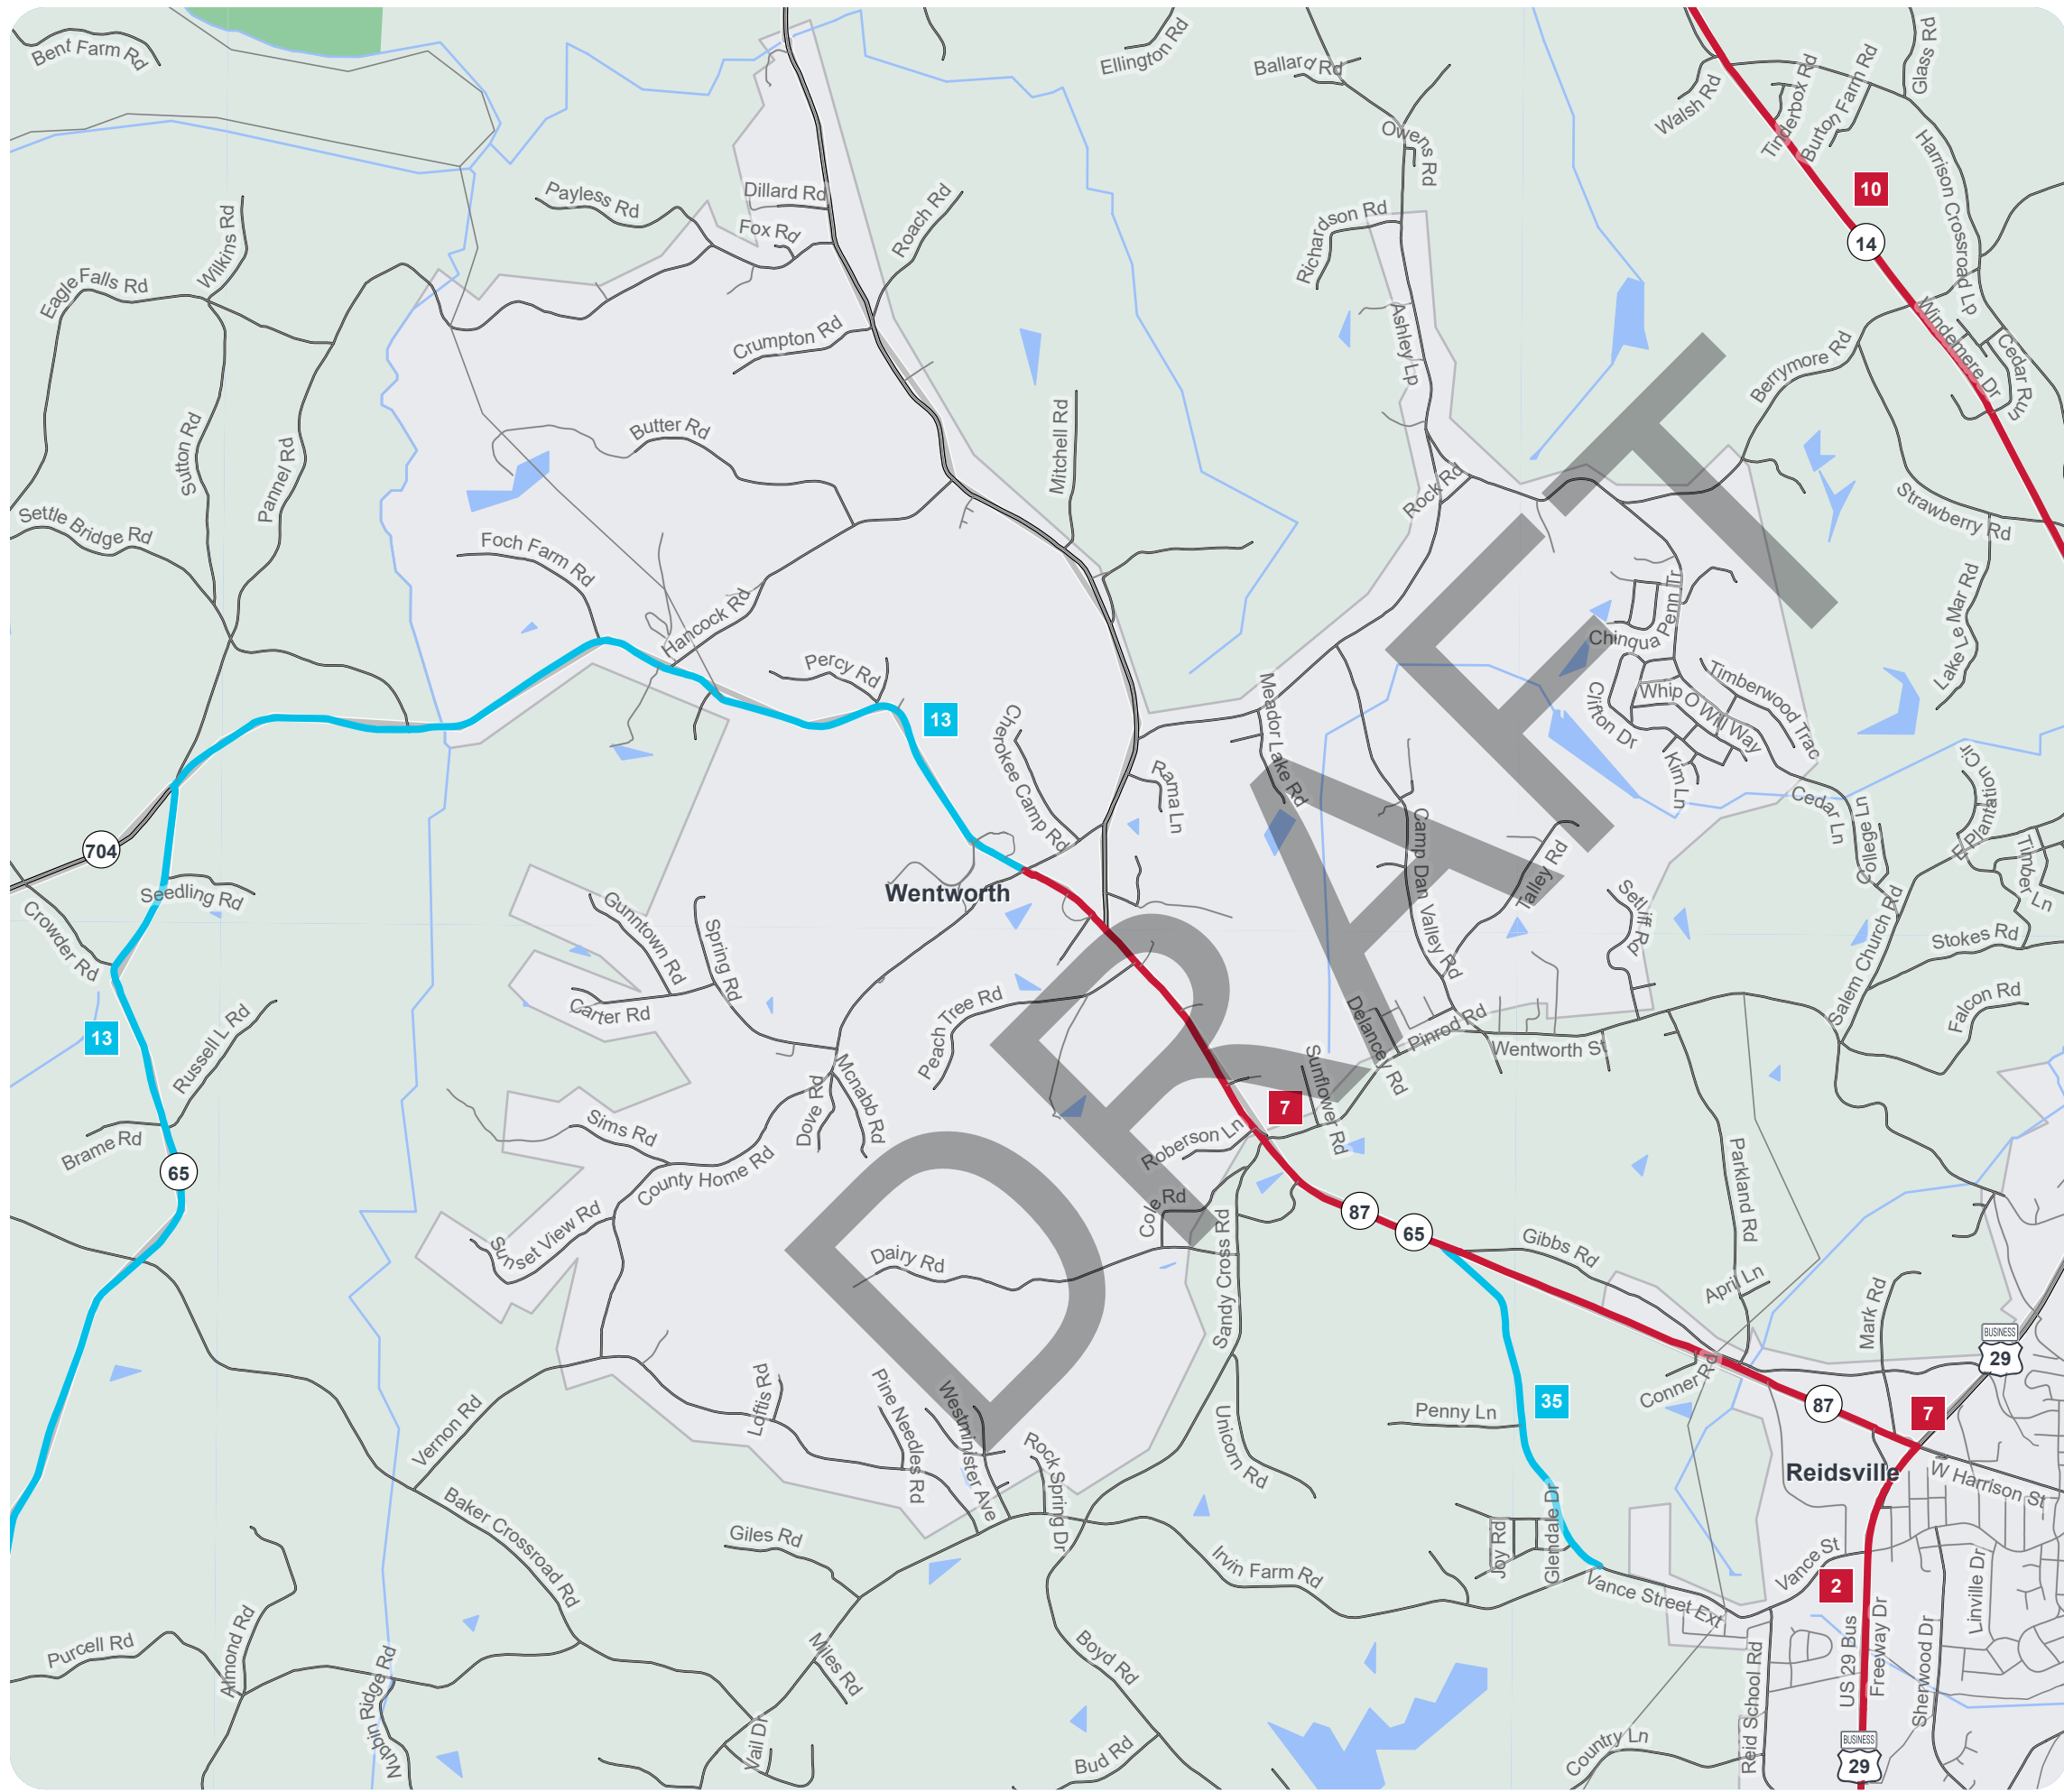 Bent Farm Rd
Ellington Rd
Ballard Rd
Glass Rd
Walsh Rd
Tinderbox Rd
Burton Farm Rd
Owens Rd
Harrison Crossroad Lp
10
14
Payless Rd
Dillard Rd
Fox Rd
Roach Rd
Richardson Rd
Wilkins Rd
Eagle Falls Rd
Crumpton Rd
Ashley Lp
Windemere Dr
Cedar Run
Berrymore Rd
Sutton Rd
Pannel Rd
Butter Rd
Mitchell Rd
Rock Rd
Strawberry Rd
Settle Bridge Rd
Foch Farm Rd
Hancock Rd
Percy Rd
Lake Le Mar Rd
Chinqua Penn Tr
Timberwood Trac
Whip O Will Way
Clifton Dr
Kim Ln
13
Cherokee Camp Rd
Rama Ln
Meador Lake Rd
Camp Dan Valley Rd
Talley Rd
Cedar Ln
College Ln
E Plantation Cir
Timber Ln
704
Seedling Rd
Crowder Rd
Wentworth
Gunntown Rd
Spring Rd
Carter Rd
Setliff Rd
Salem Church Rd
Stokes Rd
Falcon Rd
13
Russell L Rd
Brame Rd
65
Peach Tree Rd
Mcnabb Rd
Dove Rd
Delancey Rd
Pinrod Rd
Wentworth St
Sunflower Rd
7
Roberson Ln
Sims Rd
County Home Rd
Sunset View Rd
Cole Rd
Dairy Rd
Sandy Cross Rd
87
65
Gibbs Rd
Parkland Rd
April Ln
Mark Rd
BUSINESS
29
Conner Rd
87
7
35
Penny Ln
Unicorn Rd
Reidsville
W Harrison St
Vernon Rd
Loftis Rd
Pine Needles Rd
Westminister Ave
Rock Spring Dr
Baker Crossroad Rd
Giles Rd
Irvin Farm Rd
Joy Rd
Glendale Dr
Vance Street Ext
Vance St
2
US 29 Bus
Freeway Dr
Sherwood Dr
Linville Dr
Purcell Rd
Almond Rd
Nubbin Ridge Rd
Miles Rd
Vail Dr
Boyd Rd
Bud Rd
Country Ln
Reid School Rd
BUSINESS
29
DRAFT